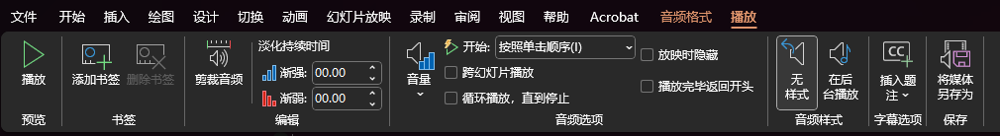 文件 开始 插入 绘图 设计 切换 动画 幻灯片放映 录制 审阅 视图 帮助 Acrobat 音频格式 播放
播放
预览
添加书签 删除书签
书签
剪裁音频
淡化持续时间
渐强: 00.00
渐弱: 00.00
编辑
音量
开始: 按照单击顺序(I)
跨幻灯片播放
循环播放，直到停止
放映时隐藏
播放完毕返回开头
音频选项
无
样式
在后
台播放
音频样式
CC
插入题
注
字幕选项
将媒体
另存为
保存